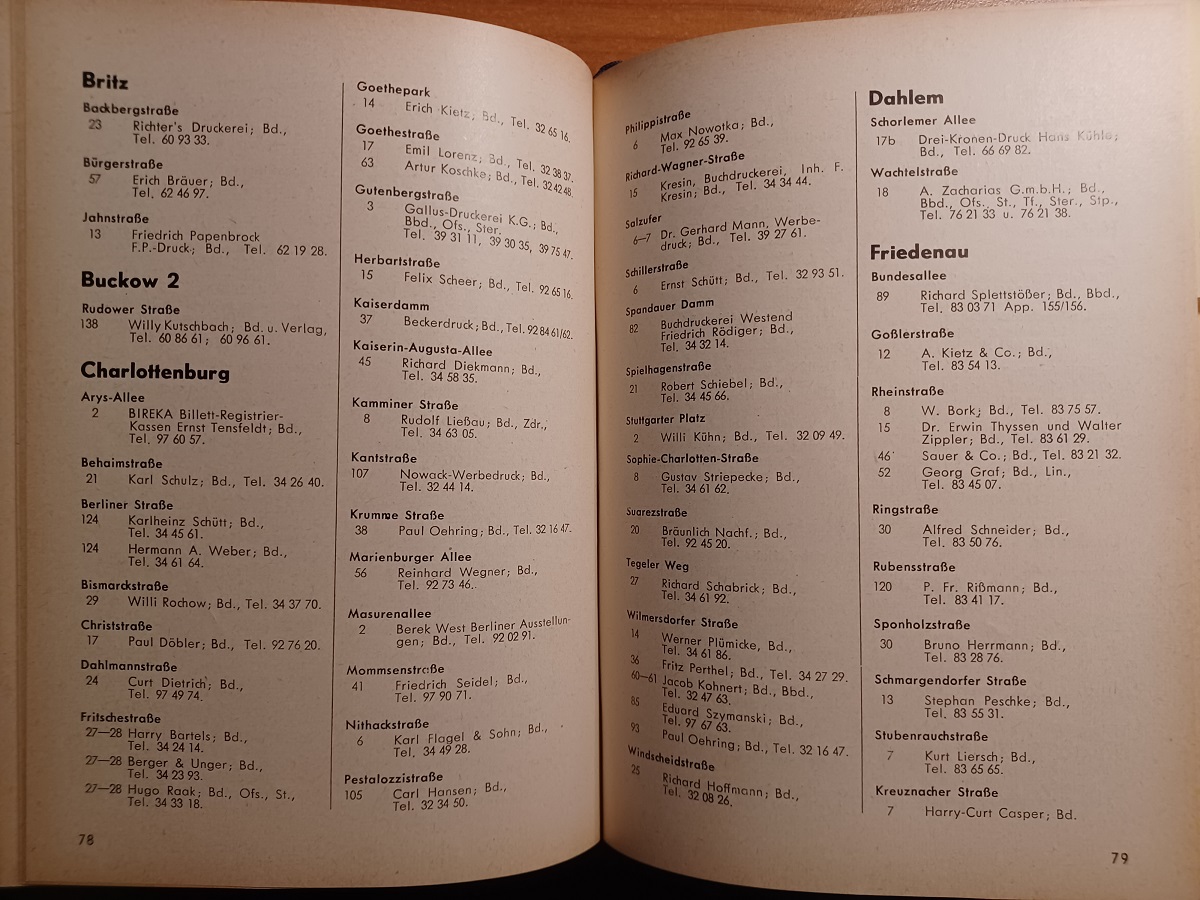 Britz
Backbergstraße
23 Richter's Druckerei; Bd.,
Tel. 60 93 33.
Bürgerstraße
57 Erich Bräuer; Bd.,
Tel. 62 46 97.
Jahnstraße
13 Friedrich Papenbrock
F.P.-Druck; Bd., Tel. 62 19 28.
Buckow 2
Rudower Straße
138 Willy Kutschbach; Bd. u. Verlag,
Tel. 60 86 61; 60 96 61.
Charlottenburg
Arys-Allee
2 BIREKA Billett-Registrier-
Kassen Ernst Tensfeldt; Bd.,
Tel. 97 60 57.
Behaimstraße
21 Karl Schulz; Bd., Tel. 34 26 40.
Berliner Straße
124 Karlheinz Schütt; Bd.,
Tel. 34 45 61.
124 Hermann A. Weber; Bd.,
Tel. 34 61 64.
Bismarckstraße
29 Willi Rochow; Bd., Tel. 34 37 70.
Christstraße
17 Paul Döbler; Bd., Tel. 92 76 20.
Dahlmannstraße
24 Curt Dietrich; Bd.,
Tel. 97 49 74.
Fritschestraße
27—28 Harry Bartels; Bd.,
Tel. 34 24 14.
27—28 Berger & Unger; Bd.,
Tel. 34 23 93.
27—28 Hugo Raak; Bd., Ofs., St.,
Tel. 34 33 18.
78
Goethepark
14 Erich Kietz; Bd., Tel. 32 65 16.
Goethestraße
17 Emil Lorenz; Bd., Tel. 32 38 37.
63 Artur Koschke; Bd., Tel. 32 42 48.
Gutenbergstraße
3 Gallus-Druckerei K.G.; Bd.,
Bbd., Ofs., Ster.
Tel. 39 31 11, 39 30 35, 39 75 47.
Herbartstraße
15 Felix Scheer; Bd., Tel. 92 65 16.
Kaiserdamm
37 Beckerdruck; Bd., Tel. 92 84 61/62.
Kaiserin-Augusta-Allee
45 Richard Diekmann; Bd.,
Tel. 34 58 35.
Kamminer Straße
8 Rudolf Ließau; Bd., Zdr.,
Tel. 34 63 05.
Kantstraße
107 Nowack-Werbedruck; Bd.,
Tel. 32 44 14.
Krumme Straße
38 Paul Oehring; Bd., Tel. 32 16 47.
Marienburger Allee
56 Reinhard Wegner; Bd.,
Tel. 92 73 46.
Masurenallee
2 Berek West Berliner Ausstellun-
gen; Bd., Tel. 92 02 91.
Mommsenstraße
41 Friedrich Seidel; Bd.,
Tel. 97 90 71.
Nithackstraße
6 Karl Flagel & Sohn; Bd.,
Tel. 34 49 28.
Pestalozzistraße
105 Carl Hansen; Bd.,
Tel. 32 34 50.
Philippistraße
6 Max Nowotka; Bd.,
Tel. 92 65 39.
Richard-Wagner-Straße
15 Kresin, Buchdruckerei, Inh. F.
Kresin; Bd., Tel. 34 34 44.
Salzufer
6—7 Dr. Gerhard Mann, Werbe-
druck; Bd., Tel. 39 27 61.
Schillerstraße
6 Ernst Schütt; Bd., Tel. 32 93 51.
Spandauer Damm
82 Buchdruckerei Westend
Friedrich Rödiger; Bd.,
Tel. 34 32 14.
Spielhagenstraße
21 Robert Schiebel; Bd.,
Tel. 34 45 66.
Stuttgarter Platz
2 Willi Kühn; Bd., Tel. 32 09 49.
Sophie-Charlotten-Straße
8 Gustav Striepecke; Bd.,
Tel. 34 61 62.
Suarezstraße
20 Bräunlich Nachf.; Bd.,
Tel. 92 45 20.
Tegeler Weg
27 Richard Schabrick; Bd.,
Tel. 34 61 92.
Wilmersdorfer Straße
14 Werner Plümicke, Bd.,
Tel. 34 61 86.
36 Fritz Perthel; Bd., Tel. 34 27 29.
60—61 Jacob Kohnert; Bd., Bbd.,
Tel. 32 47 63.
85 Eduard Szymanski; Bd.,
Tel. 97 67 63.
93 Paul Oehring; Bd., Tel. 32 16 47.
Windscheidstraße
25 Richard Hoffmann; Bd.,
Tel. 32 08 26.
Dahlem
Schorlemer Allee
17b Drei-Kronen-Druck Hans Kühle;
Bd., Tel. 66 69 82.
Wachtelstraße
18 A. Zacharias G.m.b.H.; Bd.,
Bbd., Ofs., St., Tf., Ster., Stp.,
Tel. 76 21 33 u. 76 21 38.
Friedenau
Bundesallee
89 Richard Splettstößer; Bd., Bbd.,
Tel. 83 03 71 App. 155/156.
Goßlerstraße
12 A. Kietz & Co.; Bd.,
Tel. 83 54 13.
Rheinstraße
8 W. Bork; Bd., Tel. 83 75 57.
15 Dr. Erwin Thyssen und Walter
Zippler; Bd., Tel. 83 61 29.
46 Sauer & Co.; Bd., Tel. 83 21 32.
52 Georg Graf; Bd., Lin.,
Tel. 83 45 07.
Ringstraße
30 Alfred Schneider; Bd.,
Tel. 83 50 76.
Rubensstraße
120 P. Fr. Rißmann; Bd.,
Tel. 83 41 17.
Sponholzstraße
30 Bruno Herrmann; Bd.,
Tel. 83 28 76.
Schmargendorfer Straße
13 Stephan Peschke; Bd.,
Tel. 83 55 31.
Stubenrauchstraße
7 Kurt Liersch; Bd.,
Tel. 83 65 65.
Kreuznacher Straße
7 Harry-Curt Casper; Bd.
79